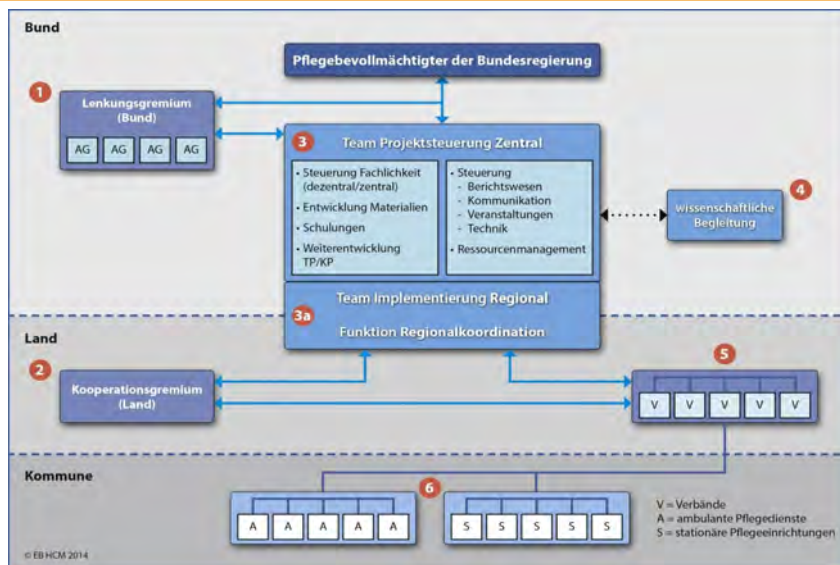 Bund
Pflegebevollmächtigter der Bundesregierung
1
Lenkungsgremium
(Bund)
AG AG AG AG
3
Team Projektsteuerung Zentral
• Steuerung Fachlichkeit
(dezentral/zentral)
• Entwicklung Materialien
• Schulungen
• Weiterentwicklung
TP/KP
• Steuerung
- Berichtswesen
- Kommunikation
- Veranstaltungen
- Technik
• Ressourcenmanagement
4
wissenschaftliche
Begleitung
Team Implementierung Regional
3a
Funktion Regionalkoordination
Land
2
Kooperationsgremium
(Land)
5
V V V V V
Kommune
6
A A A A A
S S S S S
V = Verbände
A = ambulante Pflegedienste
S = stationäre Pflegeeinrichtungen
© EB HCM 2014